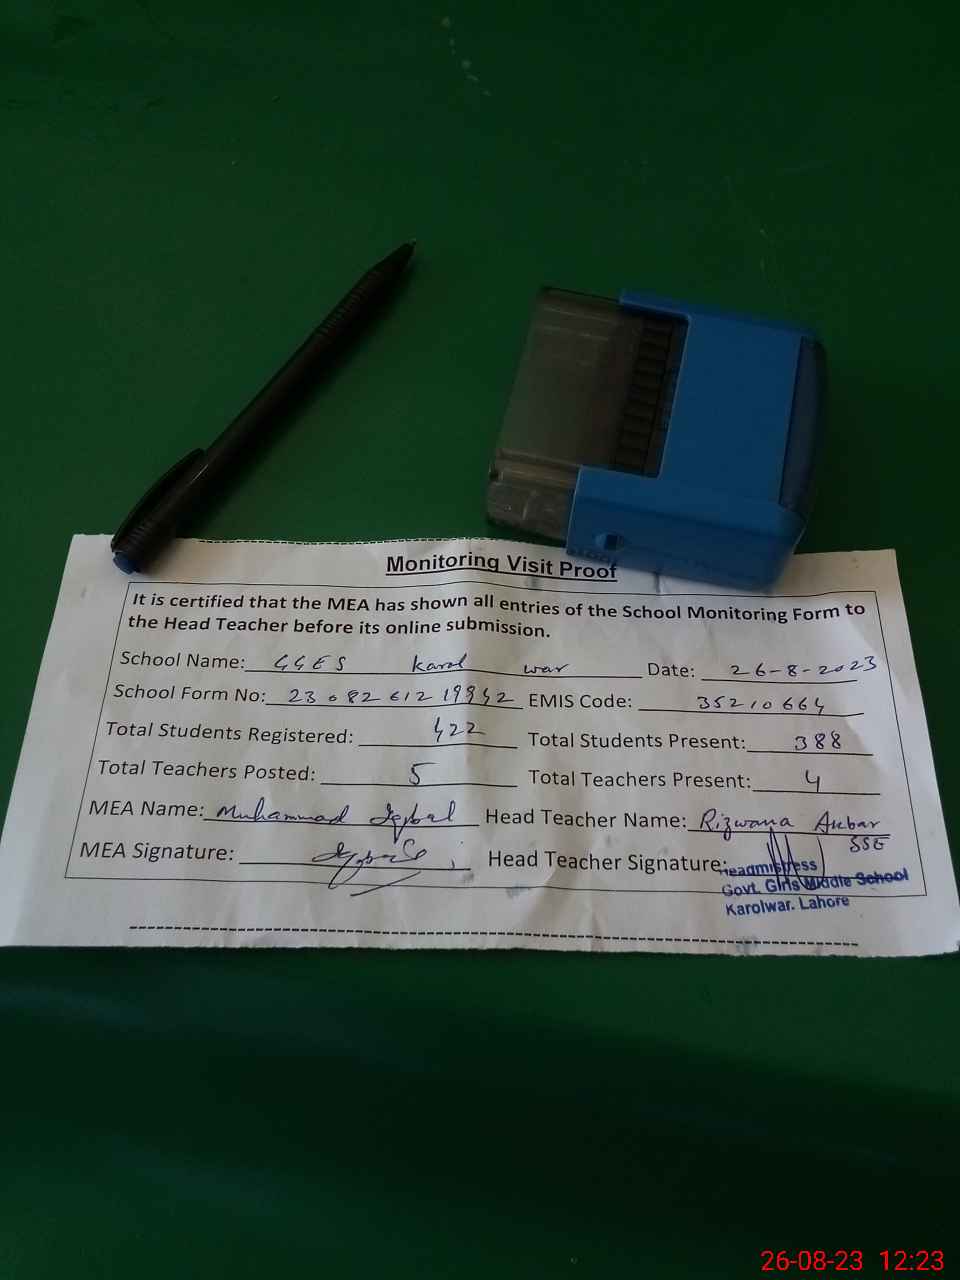 Monitoring Visit Proof
It is certified that the MEA has shown all entries of the School Monitoring Form to
the Head Teacher before its online submission.
School Name: GGES Karol war Date: 26-8-2023
School Form No: EMIS Code: 35210664
Total Students Registered: 422 Total Students Present: 388
Total Teachers Posted: 5 Total Teachers Present: 4
MEA Name: Muhammad Iqbal Head Teacher Name: Rizwana Akbar
SSE
MEA Signature: Head Teacher Signature:
Headmistress
Govt. Girls Middle School
Karolwar. Lahore
26-08-23 12:23